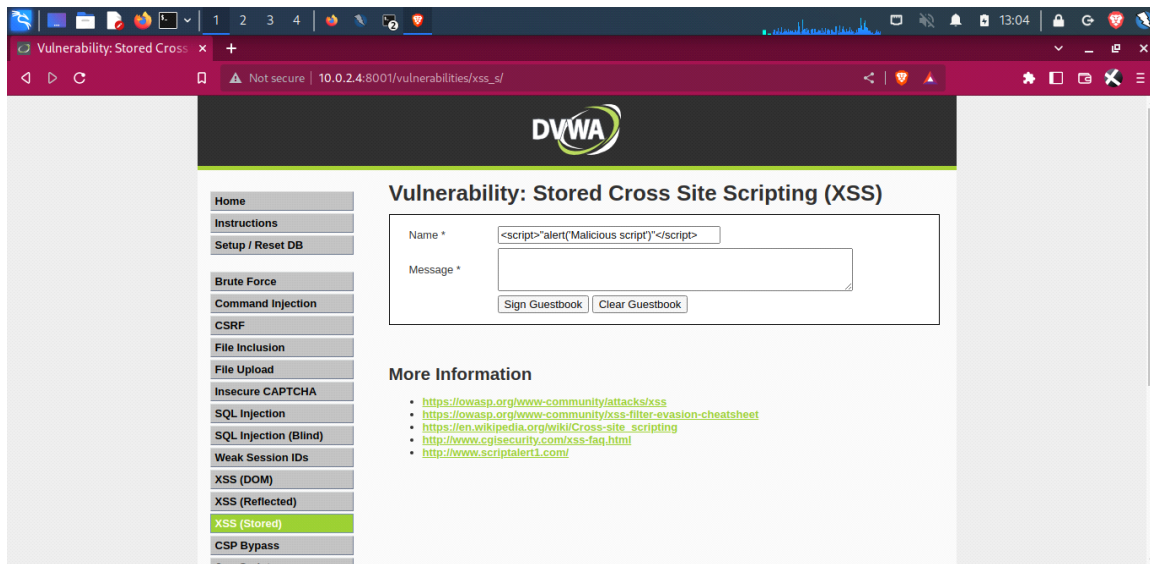 1 2 3 4 13:04
Vulnerability: Stored Cross
Not secure 10.0.2.4:8001/vulnerabilities/xss_s/
DVWA
Vulnerability: Stored Cross Site Scripting (XSS)
Home
Instructions
Setup / Reset DB
Name * <script>"alert('Malicious script')"</script>
Message *
Sign Guestbook Clear Guestbook
Brute Force
Command Injection
CSRF
File Inclusion
File Upload
Insecure CAPTCHA
SQL Injection
SQL Injection (Blind)
Weak Session IDs
XSS (DOM)
XSS (Reflected)
XSS (Stored)
CSP Bypass
More Information
https://owasp.org/www-community/attacks/xss
https://owasp.org/www-community/xss-filter-evasion-cheatsheet
https://en.wikipedia.org/wiki/Cross-site_scripting
http://www.cgisecurity.com/xss-faq.html
http://www.scriptalert1.com/